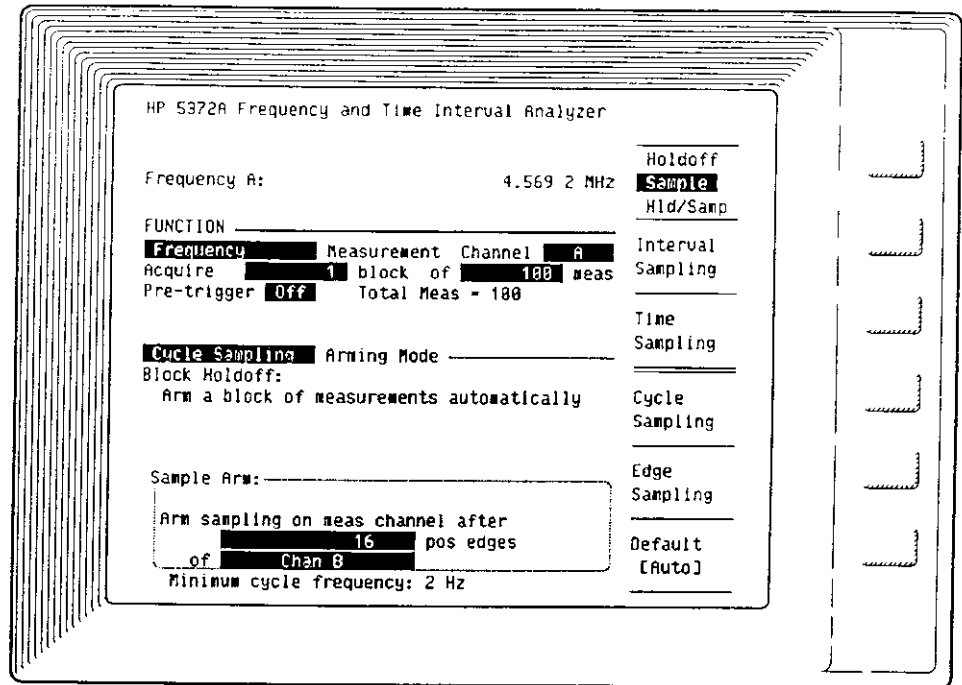 HP 5372A Frequency and Time Interval Analyzer
Frequency A: 4.569 2 MHz
FUNCTION
Frequency Measurement Channel A
Acquire 1 block of 100 meas
Pre-trigger Off Total Meas = 100
Cycle Sampling Arming Mode
Block Holdoff:
Arm a block of measurements automatically
Sample Arm:
Arm sampling on meas channel after
16 pos edges
of Chan B
Minimum cycle frequency: 2 Hz
Holdoff
Sample
Hld/Samp
Interval
Sampling
Time
Sampling
Cycle
Sampling
Edge
Sampling
Default
[Auto]